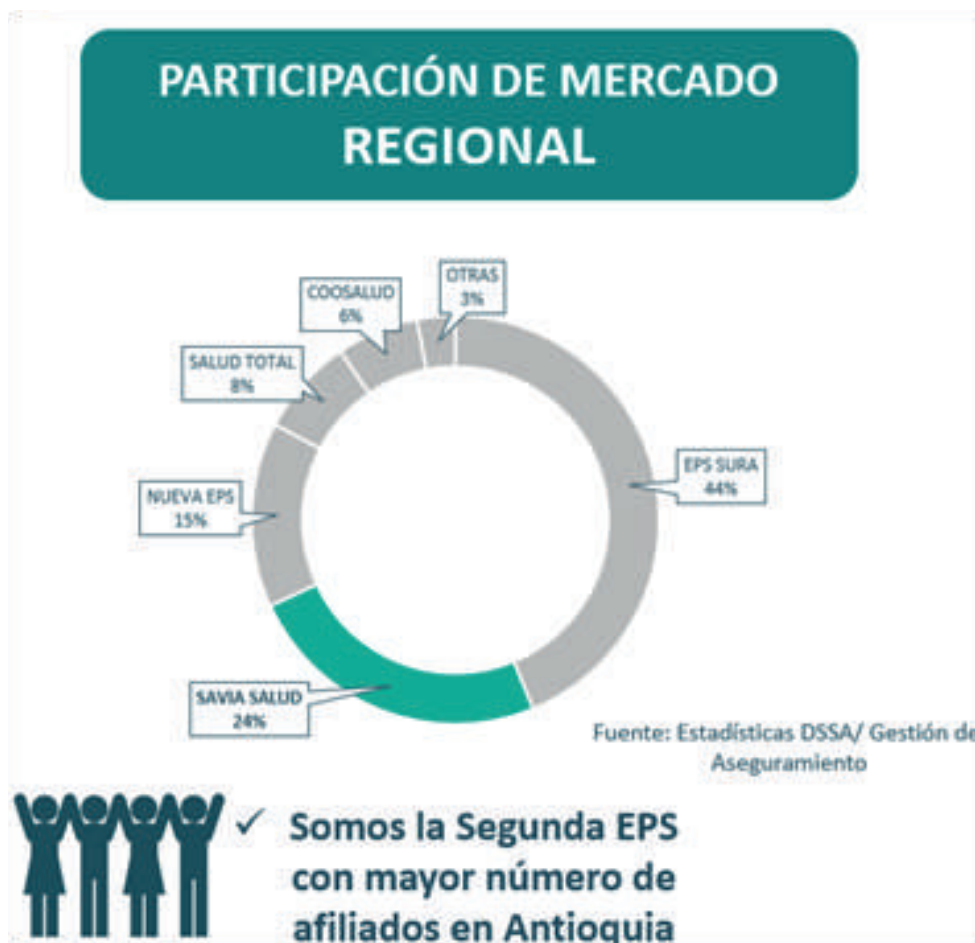 PARTICIPACIÓN DE MERCADO
REGIONAL
OTRAS
3%
COOSALUD
6%
SALUD TOTAL
8%
EPS SURA
44%
NUEVA EPS
15%
SAVIA SALUD
24%
Fuente: Estadísticas DSSA/ Gestión de
Aseguramiento
✓ Somos la Segunda EPS
con mayor número de
afiliados en Antioquia